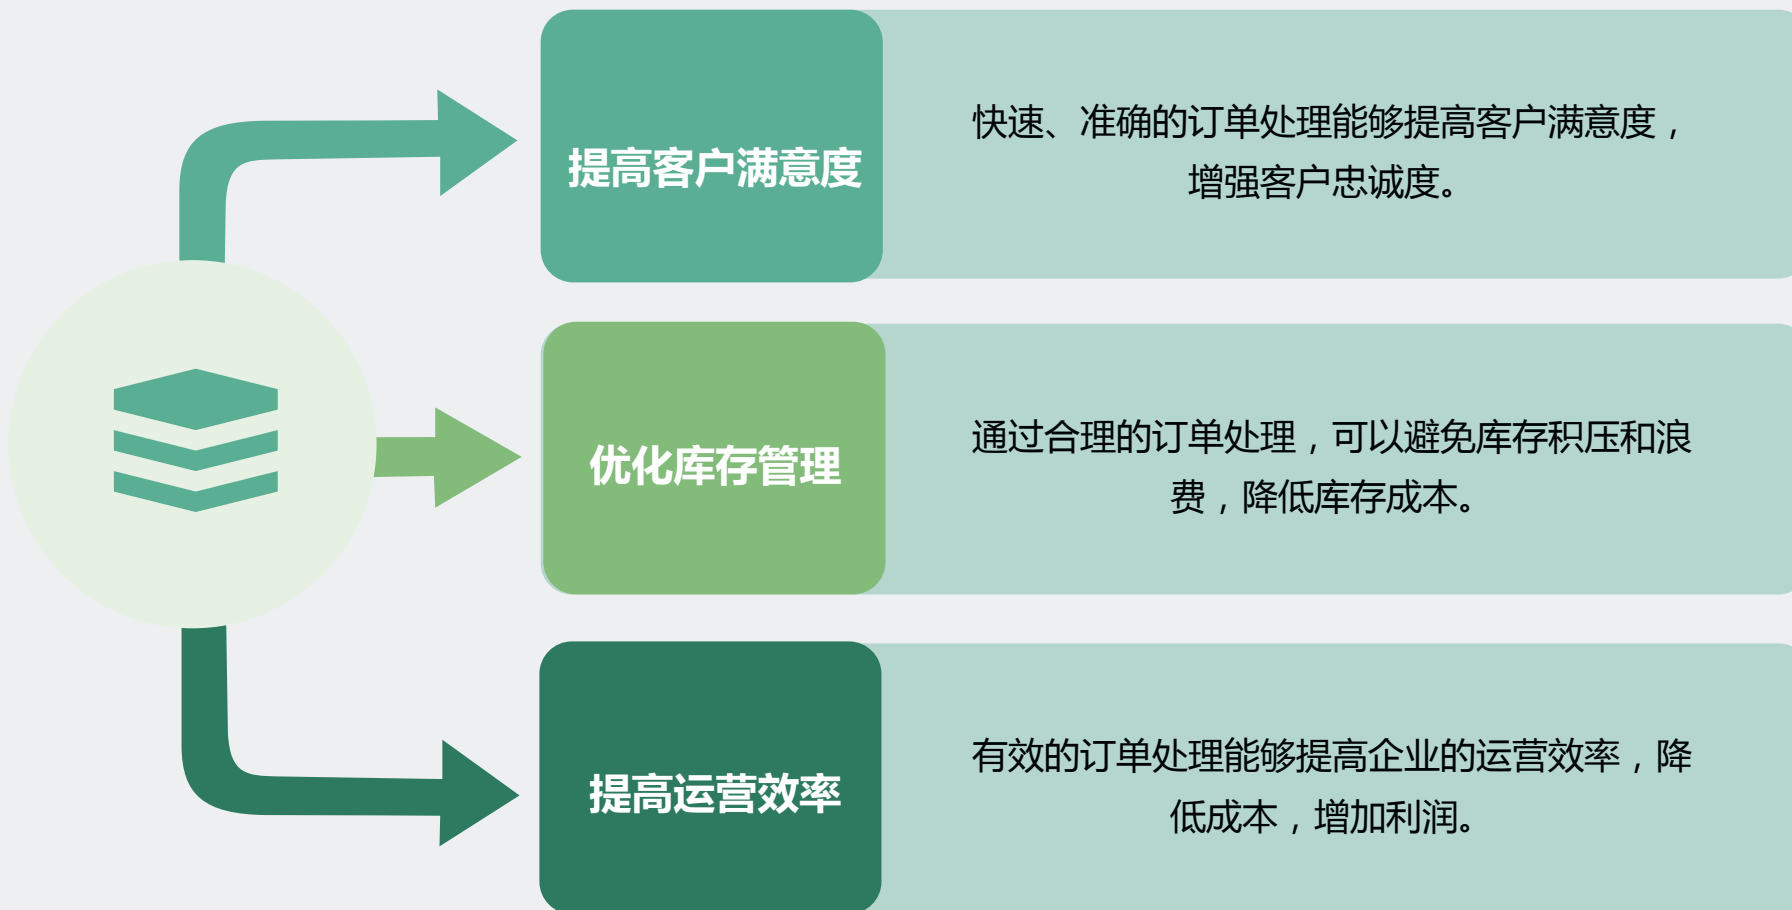 提高客户满意度
快速、准确的订单处理能够提高客户满意度，
增强客户忠诚度。
优化库存管理
通过合理的订单处理，可以避免库存积压和浪
费，降低库存成本。
提高运营效率
有效的订单处理能够提高企业的运营效率，降
低成本，增加利润。